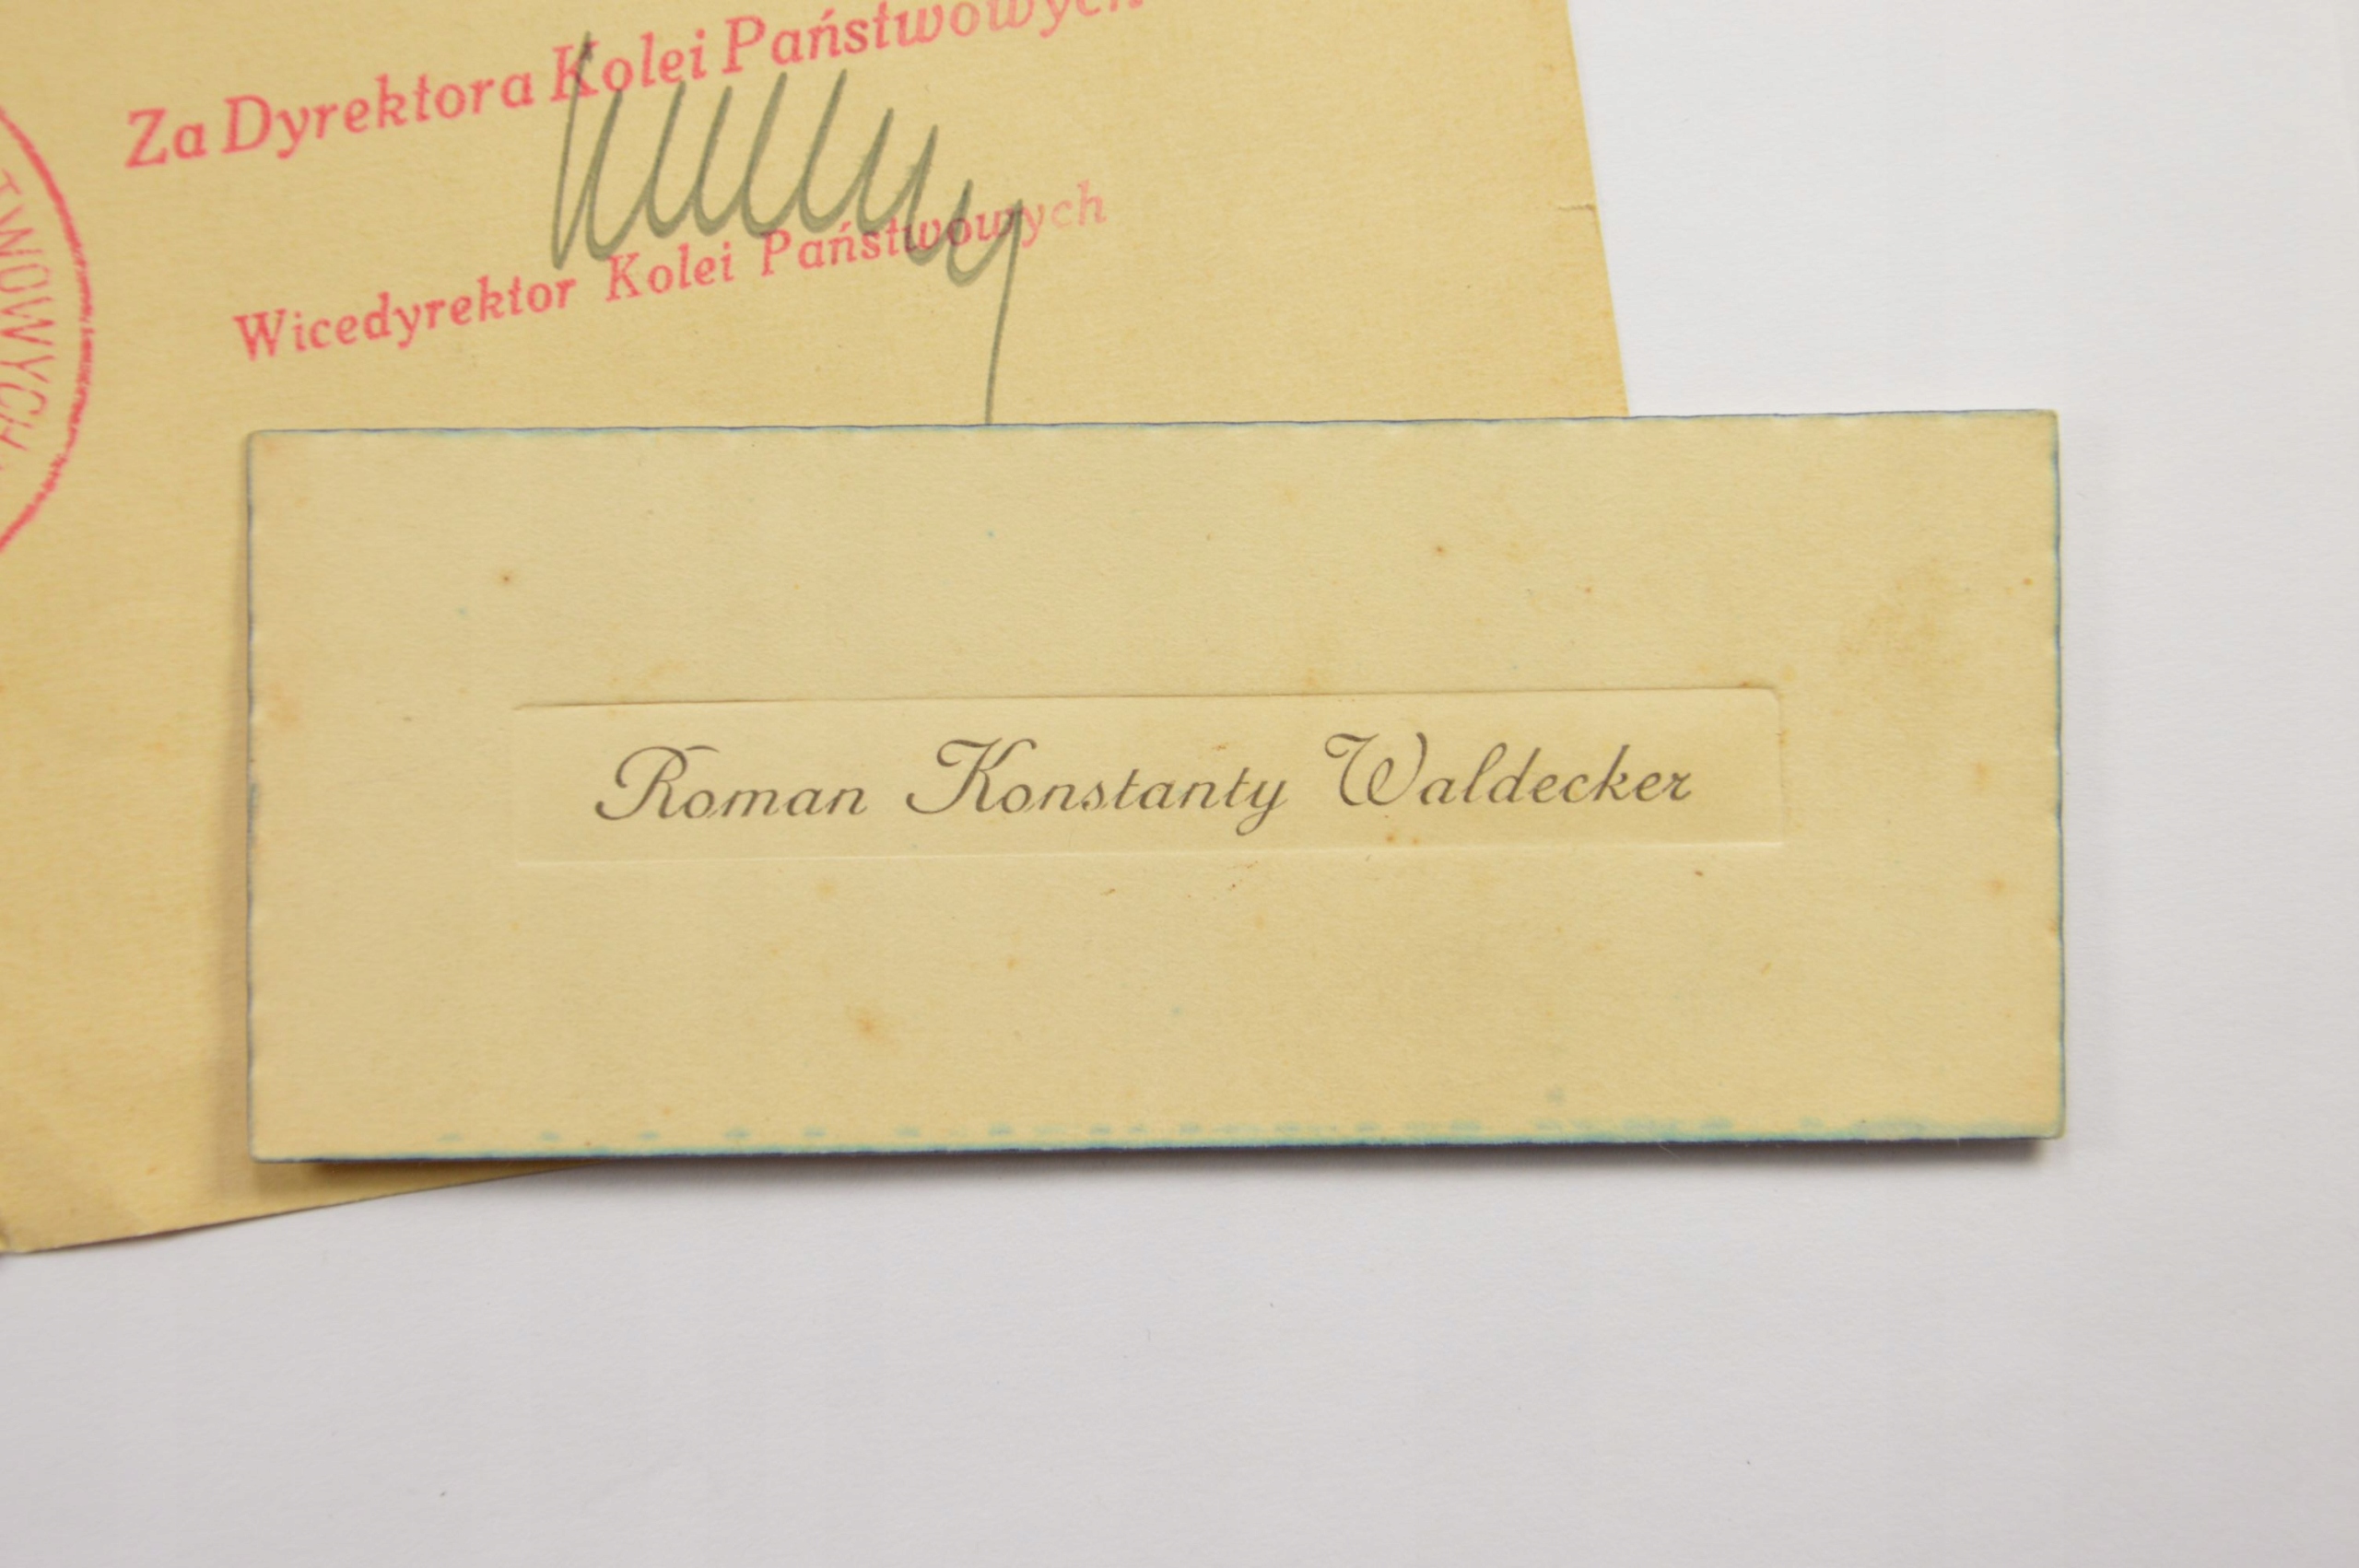 Za Dyrektora Kolei Państwowych
Wicedyrektor Kolei Państwowych
Roman Konstanty Waldecker